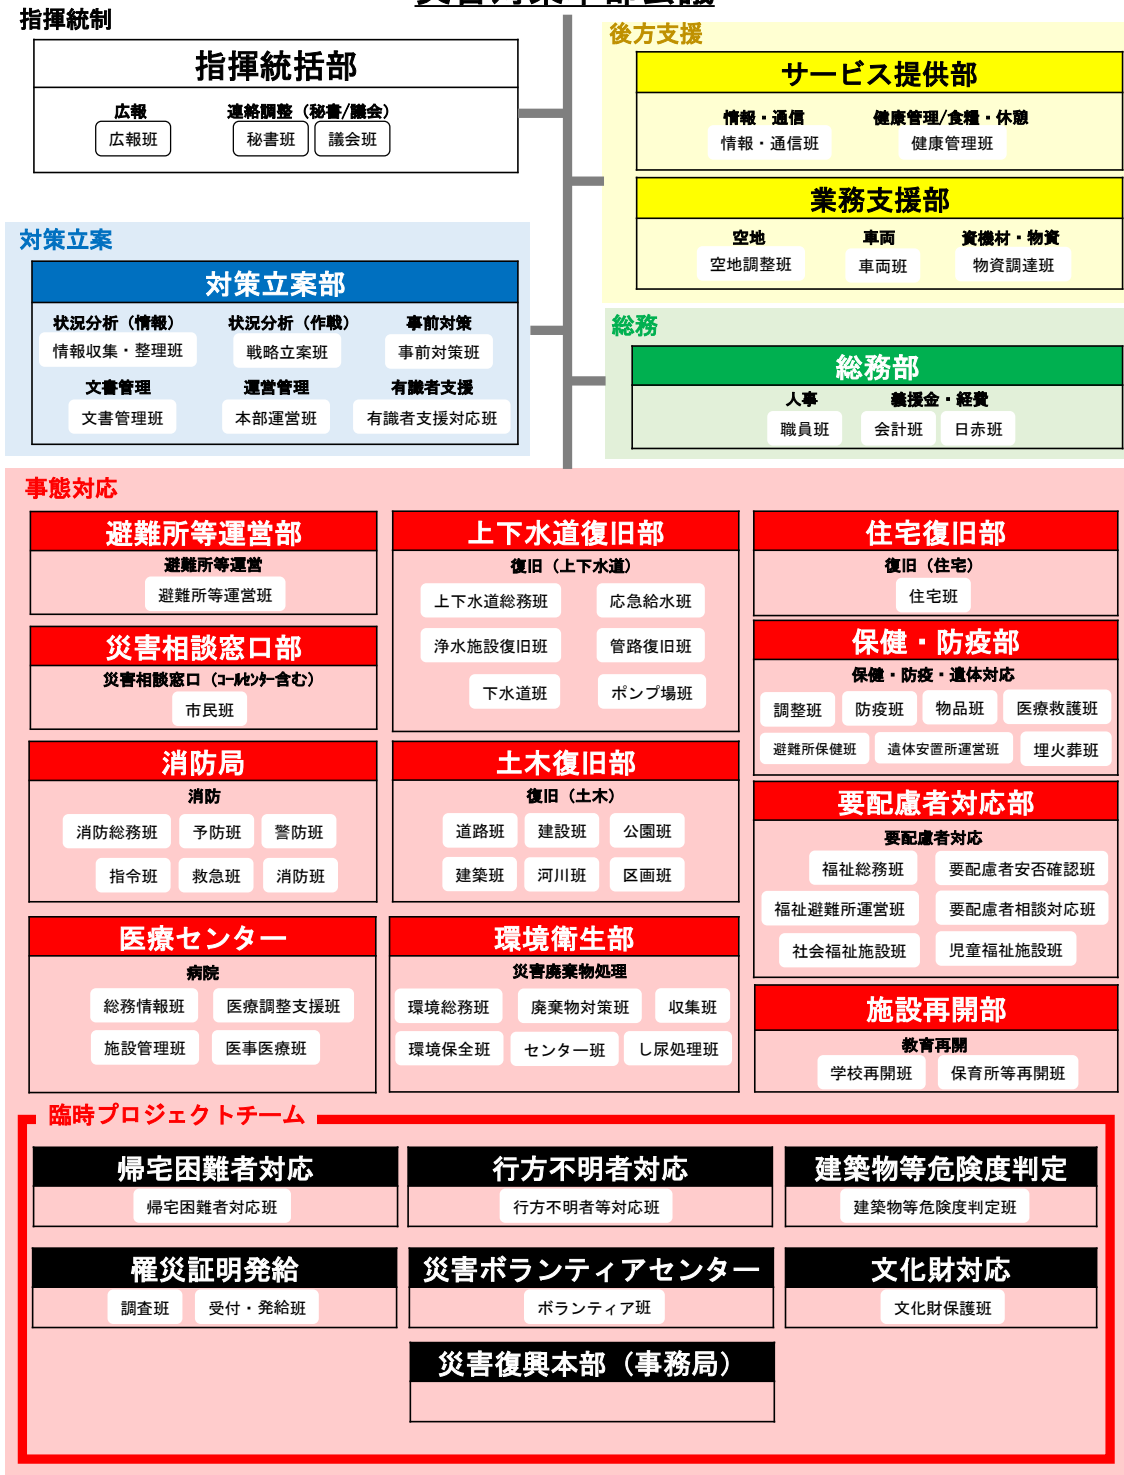 災害対策本部会議
指揮統制
指揮統括部
広報
連絡調整（秘書/議会）
広報班
秘書班
議会班
後方支援
サービス提供部
情報・通信
健康管理/食糧・休憩
情報・通信班
健康管理班
業務支援部
空地
車両
資機材・物資
空地調整班
車両班
物資調達班
対策立案
対策立案部
状況分析（情報）
状況分析（作戦）
事前対策
情報収集・整理班
戦略立案班
事前対策班
文書管理
運営管理
有識者支援
文書管理班
本部運営班
有識者支援対応班
総務
総務部
人事
義援金・経費
職員班
会計班
日赤班
事態対応
避難所等運営部
避難所等運営
避難所等運営班
災害相談窓口部
災害相談窓口（ｺｰﾙｾﾝﾀｰ含む）
市民班
消防局
消防
消防総務班
予防班
警防班
指令班
救急班
消防班
医療センター
病院
総務情報班
医療調整支援班
施設管理班
医事医療班
上下水道復旧部
復旧（上下水道）
上下水道総務班
応急給水班
浄水施設復旧班
管路復旧班
下水道班
ポンプ場班
土木復旧部
復旧（土木）
道路班
建設班
公園班
建築班
河川班
区画班
環境衛生部
災害廃棄物処理
環境総務班
廃棄物対策班
収集班
環境保全班
センター班
し尿処理班
住宅復旧部
復旧（住宅）
住宅班
保健・防疫部
保健・防疫・遺体対応
調整班
防疫班
物品班
医療救護班
避難所保健班
遺体安置所運営班
埋火葬班
要配慮者対応部
要配慮者対応
福祉総務班
要配慮者安否確認班
福祉避難所運営班
要配慮者相談対応班
社会福祉施設班
児童福祉施設班
施設再開部
教育再開
学校再開班
保育所等再開班
臨時プロジェクトチーム
帰宅困難者対応
帰宅困難者対応班
行方不明者対応
行方不明者等対応班
建築物等危険度判定
建築物等危険度判定班
罹災証明発給
調査班
受付・発給班
災害ボランティアセンター
ボランティア班
文化財対応
文化財保護班
災害復興本部（事務局）